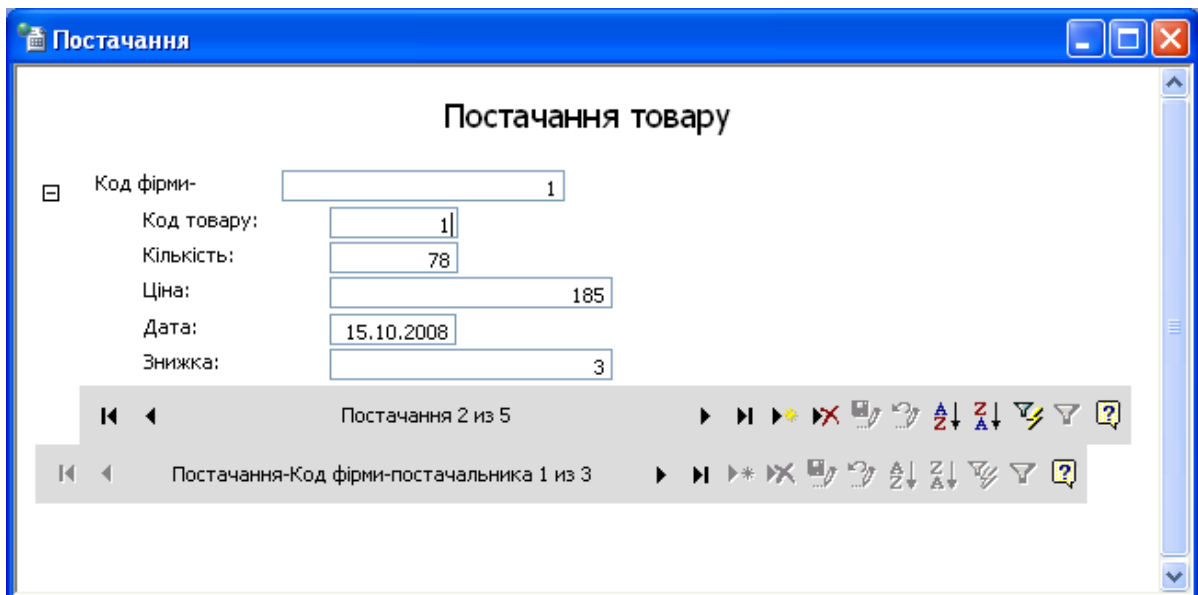 Постачання
Постачання товару
Код фірми- 1
Код товару: 1
Кількість: 78
Ціна: 185
Дата: 15.10.2008
Знижка: 3
Постачання 2 из 5
Постачання-Код фірми-постачальника 1 из 3